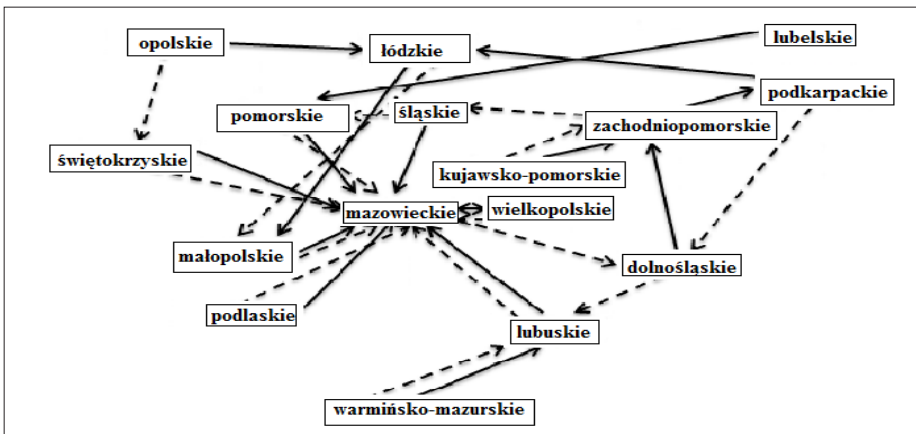 opolskie
łódzkie
lubelskie
podkarpackie
pomorskie
śląskie
zachodniopomorskie
świętokrzyskie
kujawsko-pomorskie
mazowieckie
wielkopolskie
małopolskie
dolnośląskie
podlaskie
lubuskie
warmińsko-mazurskie